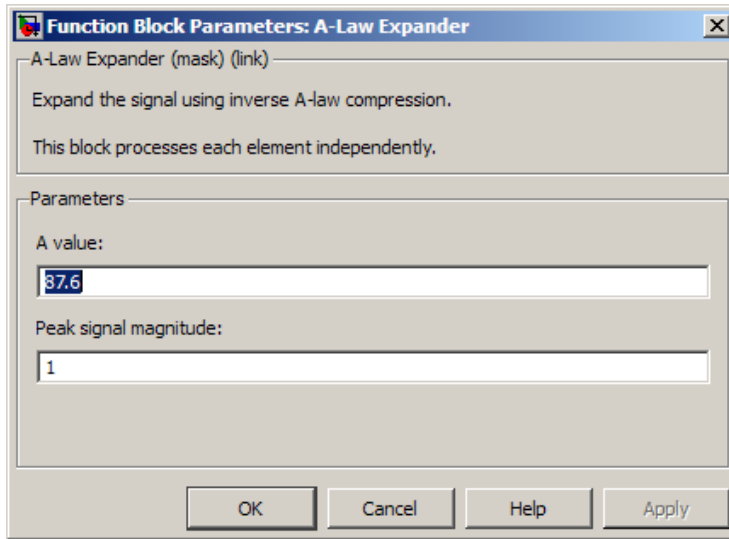 Function Block Parameters: A-Law Expander
A-Law Expander (mask) (link)
Expand the signal using inverse A-law compression.
This block processes each element independently.
Parameters
A value:
87.6
Peak signal magnitude:
1
OK Cancel Help Apply